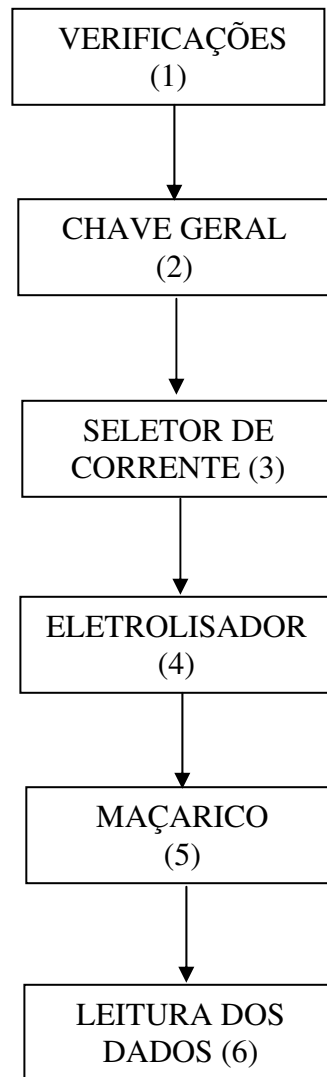 VERIFICAÇÕES
(1)
CHAVE GERAL
(2)
SELETOR DE
CORRENTE (3)
ELETROLISADOR
(4)
MAÇARICO
(5)
LEITURA DOS
DADOS (6)